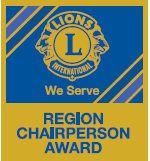 LIONS
L
INTERNATIONAL
We Serve
REGION
CHAIRPERSON
AWARD